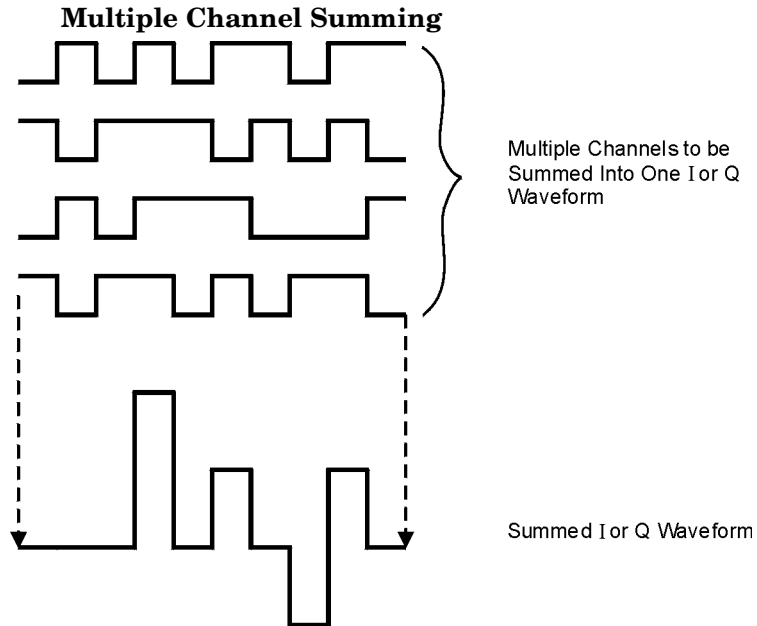 Multiple Channel Summing
Multiple Channels to be
Summed Into One I or Q
Waveform
Summed I or Q Waveform